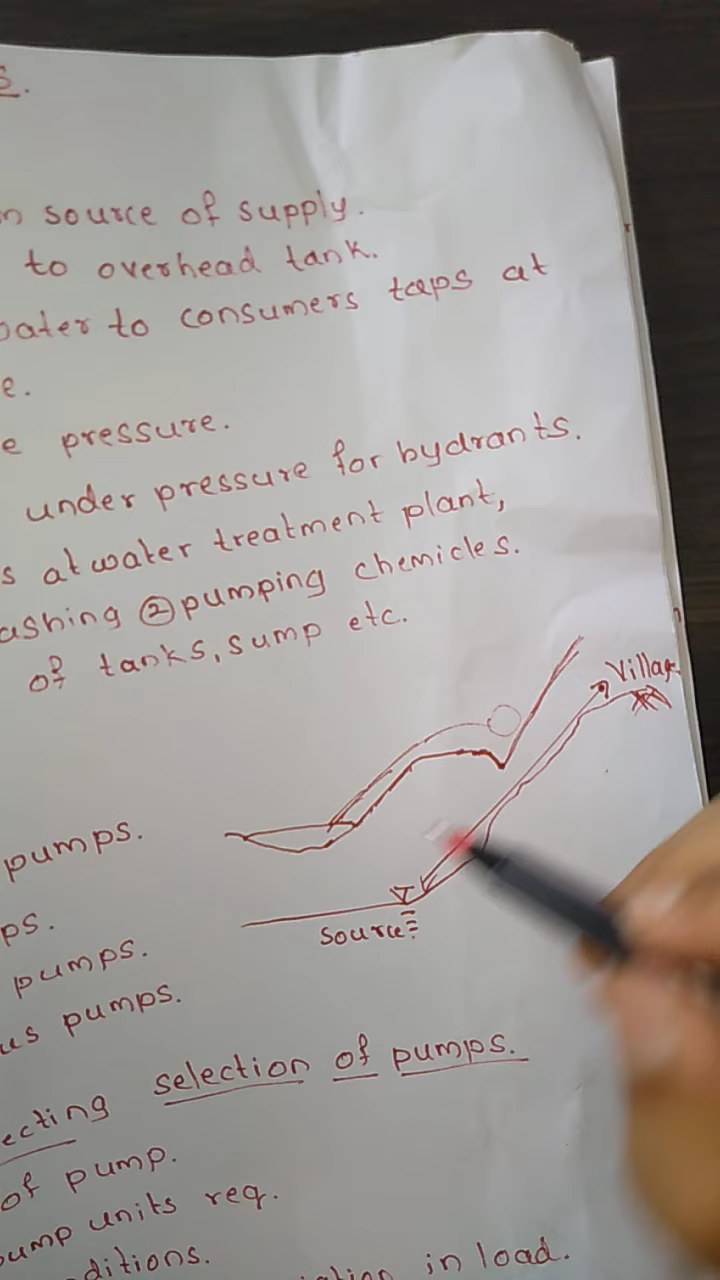 s.
n source of supply.
to overhead tank.
water to consumers taps at
e.
e pressure.
under pressure for hydrants.
s at water treatment plant,
ashing ② pumping chemicles.
of tanks, sump etc.
Village
pumps.
ps.
pumps.
us pumps.
Source
ecting selection of pumps.
of pump.
pump units req.
ditions.
in load.